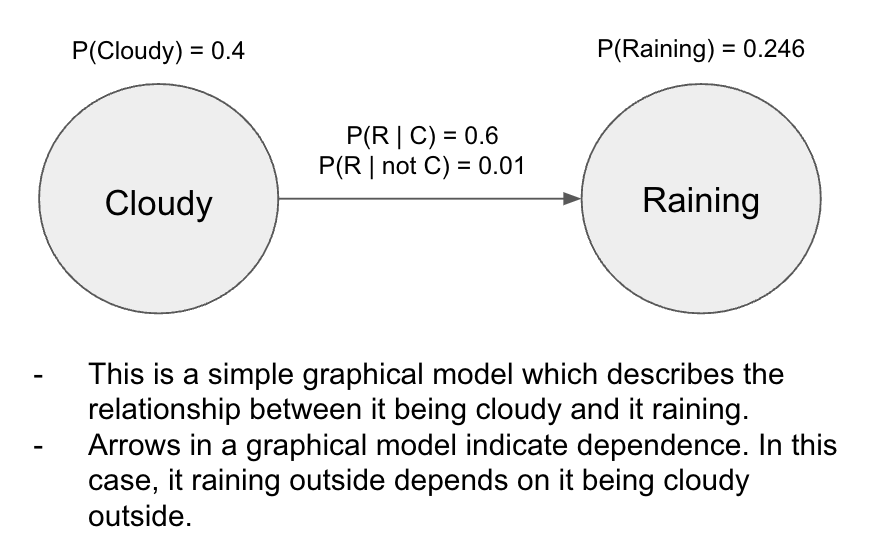 P(Cloudy) = 0.4
P(Raining) = 0.246
P(R | C) = 0.6
P(R | not C) = 0.01
Cloudy
Raining
- This is a simple graphical model which describes the
relationship between it being cloudy and it raining.
- Arrows in a graphical model indicate dependence. In this
case, it raining outside depends on it being cloudy
outside.